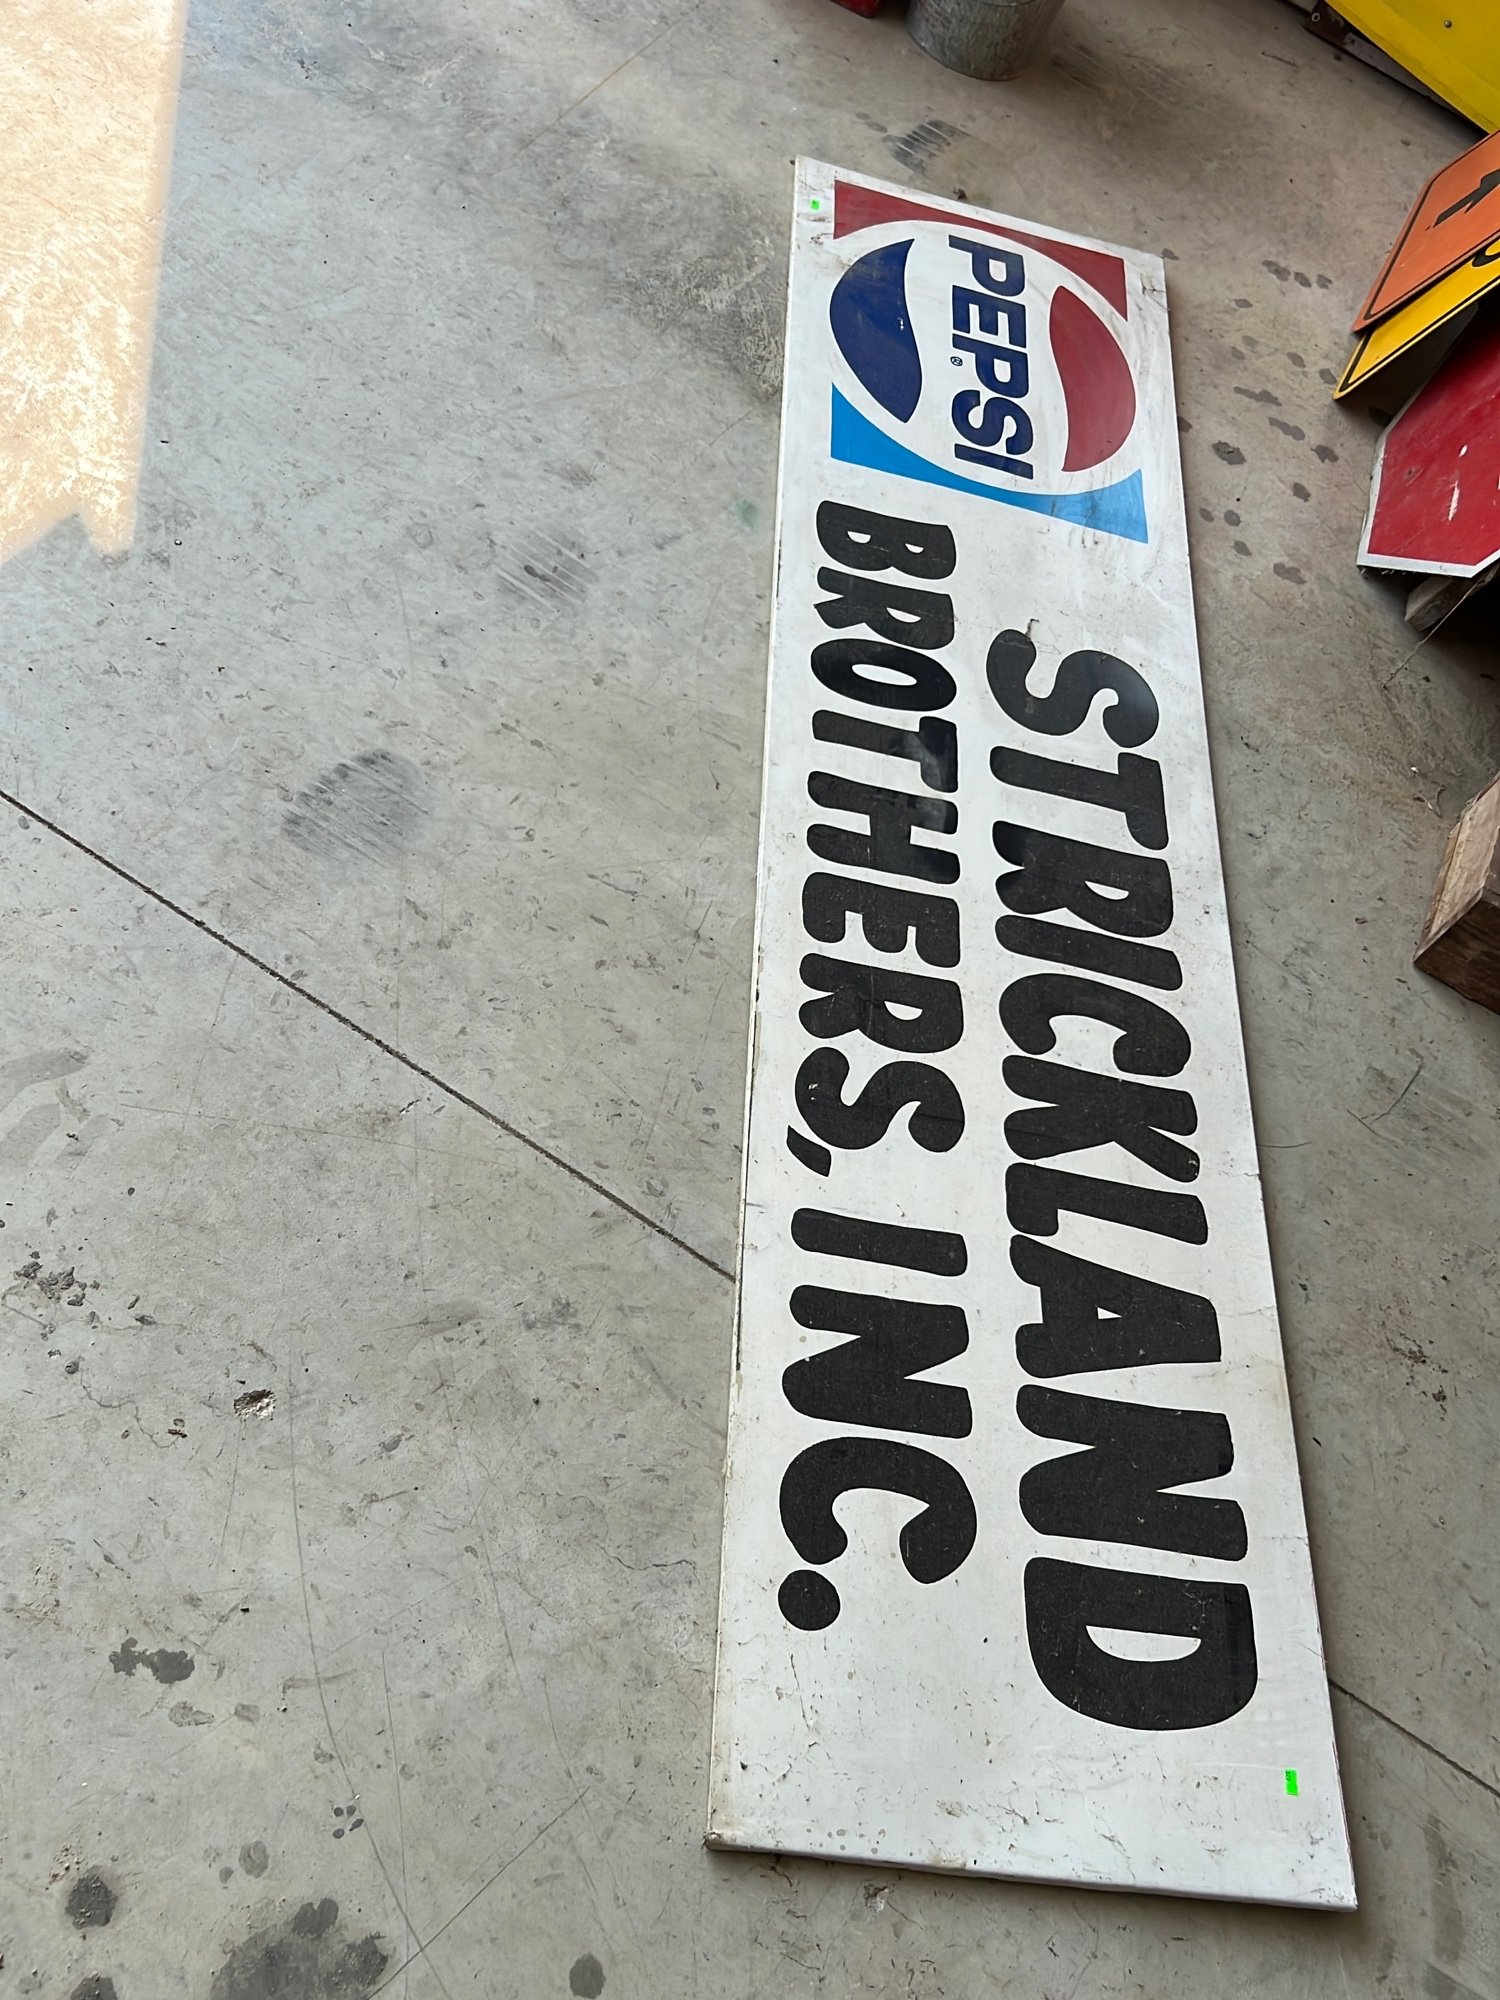 PEPSI®
STRICKLAND
BROTHERS, INC.